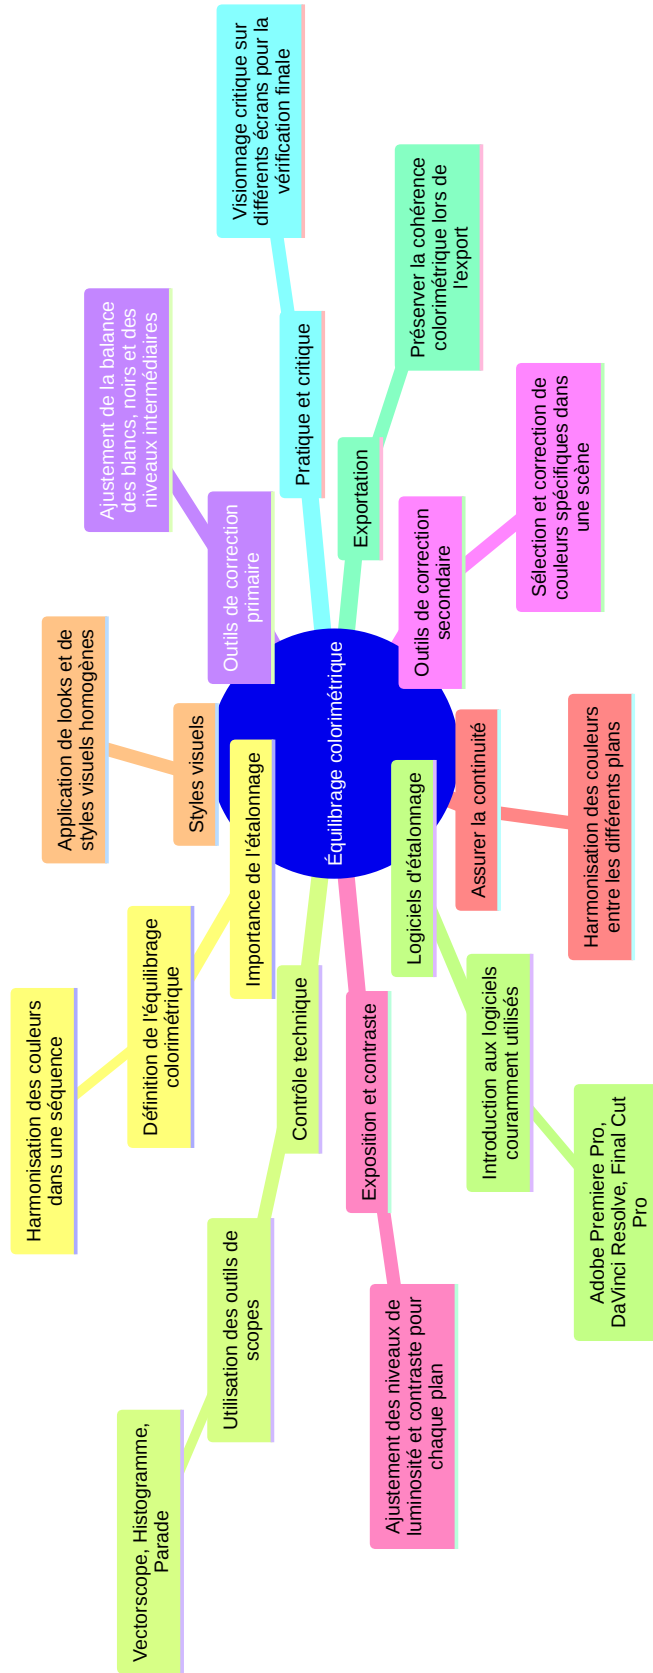 Équilibrage colorimétrique
Importance de l'étalonnage
Définition de l'équilibrage
colorimétrique
Harmonisation des couleurs
dans une séquence
Logiciels d'étalonnage
Introduction aux logiciels
couramment utilisés
Adobe Premiere Pro,
DaVinci Resolve, Final Cut
Pro
Outils de correction
primaire
Ajustement de la balance
des blancs, noirs et des
niveaux intermédiaires
Outils de correction
secondaire
Sélection et correction de
couleurs spécifiques dans
une scène
Styles visuels
Application de looks et de
styles visuels homogènes
Assurer la continuité
Harmonisation des couleurs
entre les différents plans
Contrôle technique
Utilisation des outils de
scopes
Vectorscope, Histogramme,
Parade
Exposition et contraste
Ajustement des niveaux de
luminosité et contraste pour
chaque plan
Pratique et critique
Visionnage critique sur
différents écrans pour la
vérification finale
Exportation
Préserver la cohérence
colorimétrique lors de
l'export